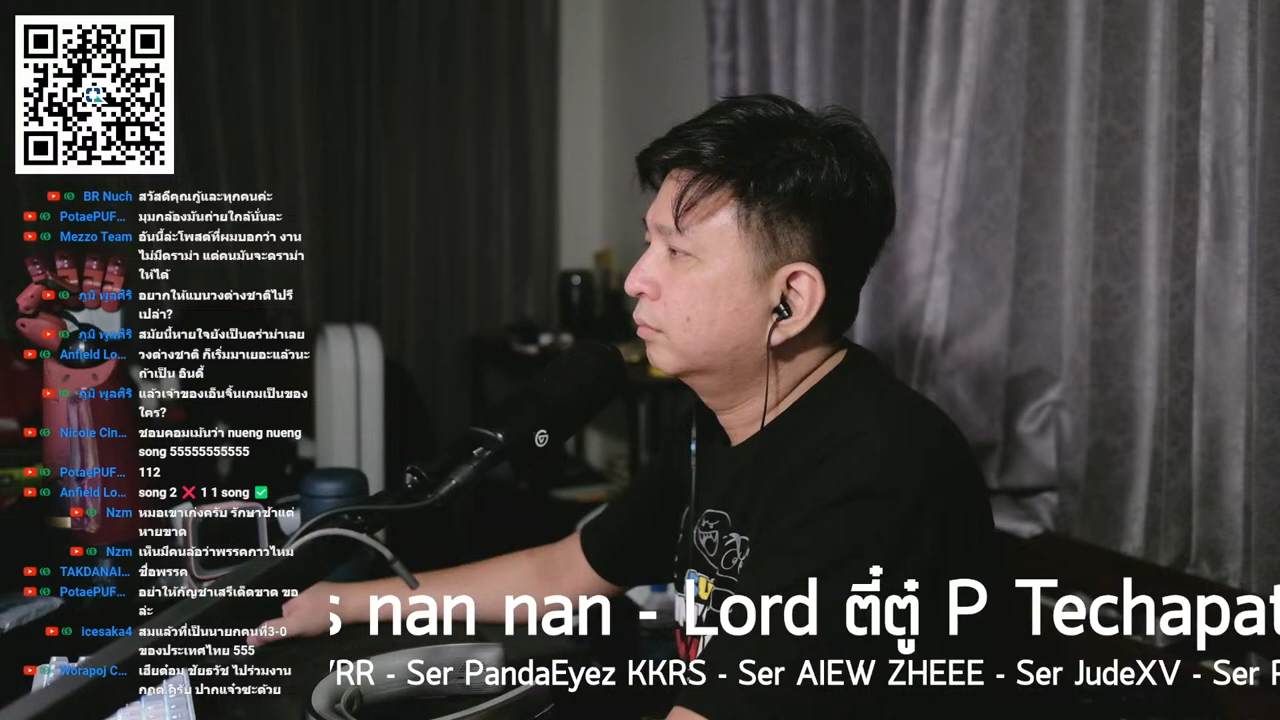 BR Nuch สวัสดีคุณกู้และทุกคนค่ะ
PotaePUF... มุมกล้องมันถ่ายใกล้นั่นละ
Mezzo Team อันนี้ล่ะโพสต์ที่ผมบอกว่า งาน
ไม่มีดราม่า แต่คนมันจะดราม่า
ให้ได้
ภูมิ พูลศิริ อยากให้แบนวงต่างชาติไปรึ
เปล่า?
ภูมิ พูลศิริ สมัยนี้หายใจยังเป็นดร่าม่าเลย
Anfield Lo... วงต่างชาติ ก็เริ่มมาเยอะแล้วนะ
ถ้าเป็น อินดี้
ภูมิ พูลศิริ แล้วเจ้าของเอ็นจิ้นเกมเป็นของ
ใคร?
Nicole Cin... ชอบคอมเม้นว่า nueng nueng
song 55555555555
PotaePUF... 112
Anfield Lo... song 2 ❌ 1 1 song ✅
Nzm หมอเขาเก่งครับ รักษาช้าแต่
หายขาด
Nzm เห็นมีคนล้อว่าพรรคกาวไหม
TAKDANAI... ชื่อพรรค
PotaePUF... อย่าให้กัญชาเสรีเด็ดขาด ขอ
ล่ะ
icesaka4 สมแล้วที่เป็นนายกคนที่3-0
ของประเทศไทย 555
Worapoj C... เฮียต๋อม ชัยธวัช ไปร่วมงาน
กกต.ครับ ปากแจ๋วซะด้วย
s nan nan - Lord ตี๋ตู๋ P Techapat
RR - Ser PandaEyez KKRS - Ser AIEW ZHEEE - Ser JudeXV - Ser